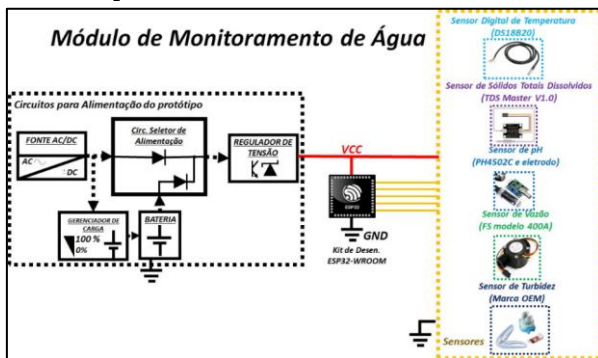 Módulo de Monitoramento de Água
Circuitos para Alimentação do protótipo
FONTE AC/DC
AC
DC
Circ. Seletor de
Alimentação
REGULADOR DE
TENSÃO
GERENCIADOR DE
CARGA
100 %
0%
BATERIA
VCC
ESP32
GND
Kit de Desen.
ESP32-WROOM
Sensor Digital de Temperatura
(DS18B20)
Sensor de Sólidos Totais Dissolvidos
(TDS Master V1.0)
Sensor de pH
(PH4502C e eletrodo)
Sensor de Vazão
(FS modelo 400A)
Sensor de Turbidez
(Marca OEM)
Sensores